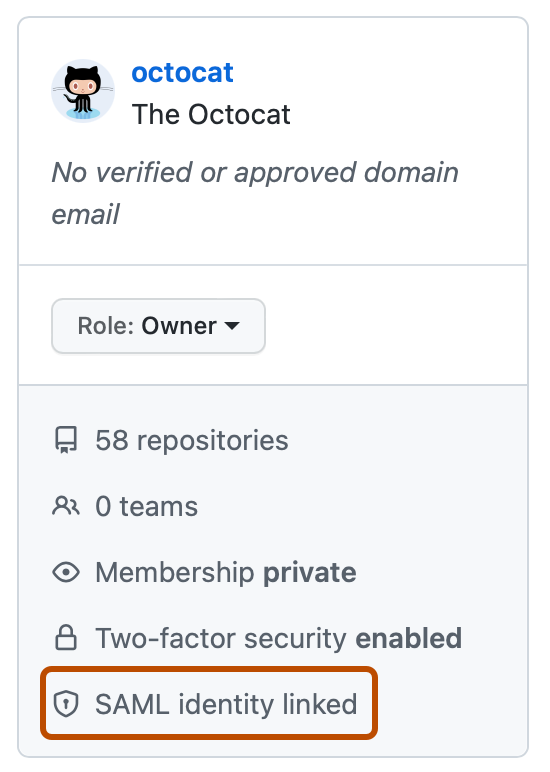 octocat
The Octocat
No verified or approved domain
email
Role: Owner
58 repositories
0 teams
Membership private
Two-factor security enabled
SAML identity linked